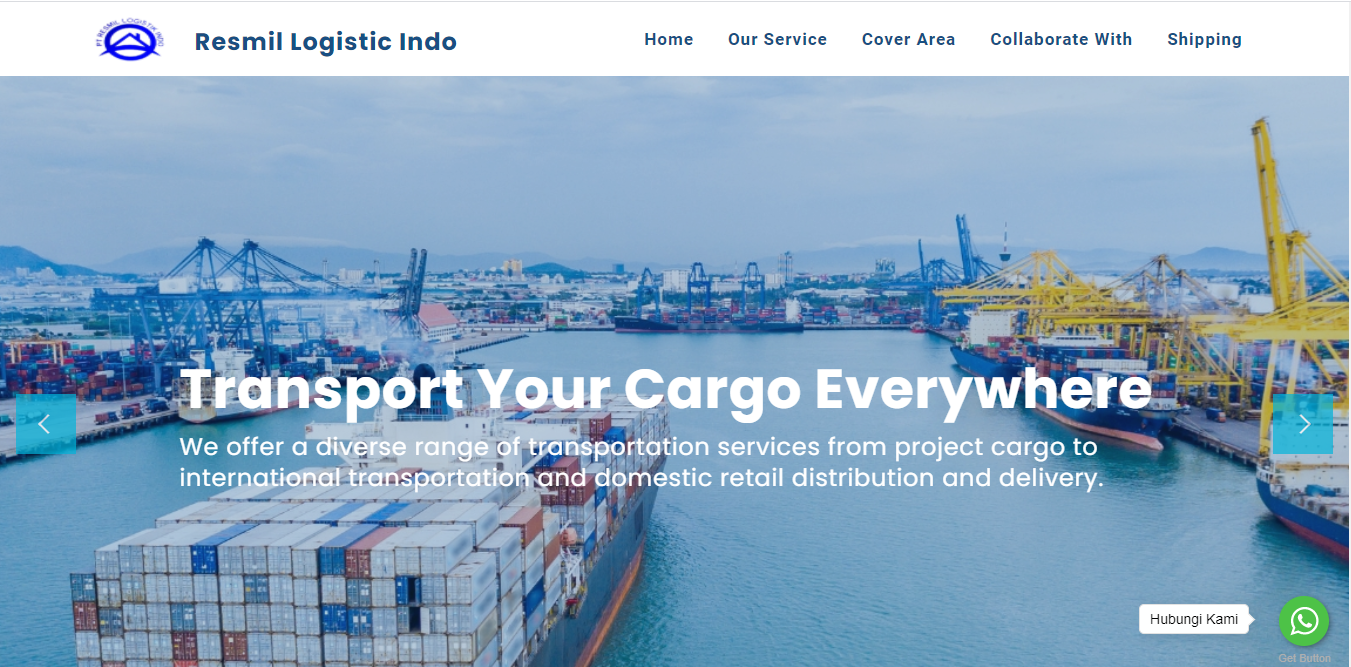 PT RESMIL LOGISTIK INDO
Resmil Logistic Indo
Home
Our Service
Cover Area
Collaborate With
Shipping
Transport Your Cargo Everywhere
We offer a diverse range of transportation services from project cargo to
international transportation and domestic retail distribution and delivery.
Hubungi Kami
Get Button